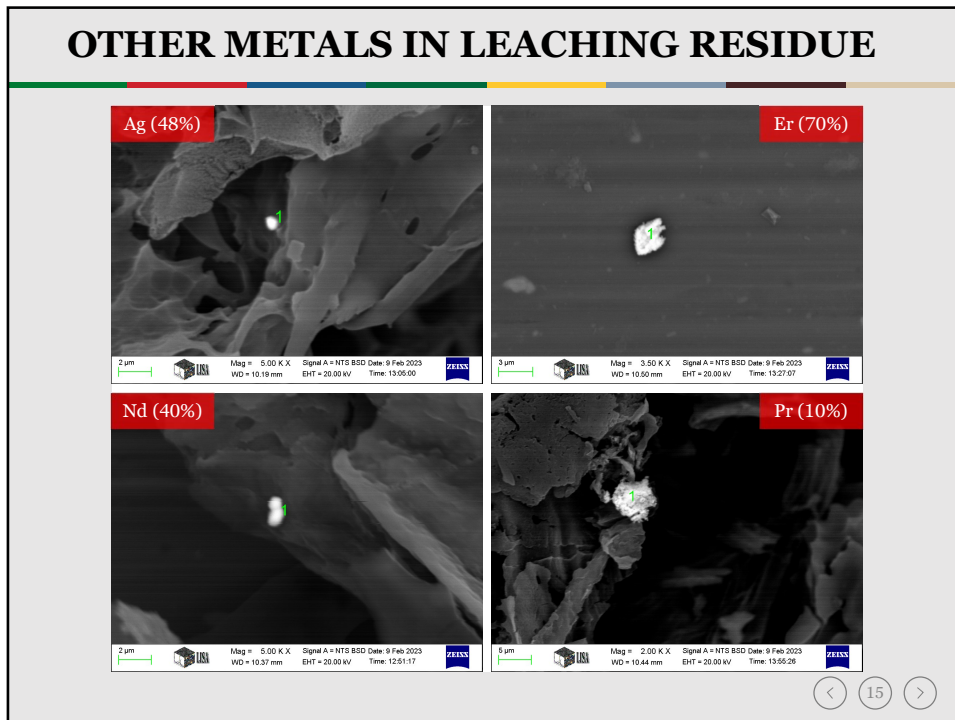 OTHER METALS IN LEACHING RESIDUE
Ag (48%)
1
2 µm
LISA
Mag = 5.00 K X
WD = 10.19 mm
Signal A = NTS BSD
EHT = 20.00 kV
Date: 9 Feb 2023
Time: 13:05:00
ZEISS
Er (70%)
1
3 µm
LISA
Mag = 3.50 K X
WD = 10.50 mm
Signal A = NTS BSD
EHT = 20.00 kV
Date: 9 Feb 2023
Time: 13:27:07
ZEISS
Nd (40%)
1
2 µm
LISA
Mag = 5.00 K X
WD = 10.37 mm
Signal A = NTS BSD
EHT = 20.00 kV
Date: 9 Feb 2023
Time: 12:51:17
ZEISS
Pr (10%)
1
5 µm
LISA
Mag = 2.00 K X
WD = 10.44 mm
Signal A = NTS BSD
EHT = 20.00 kV
Date: 9 Feb 2023
Time: 13:55:26
ZEISS
15